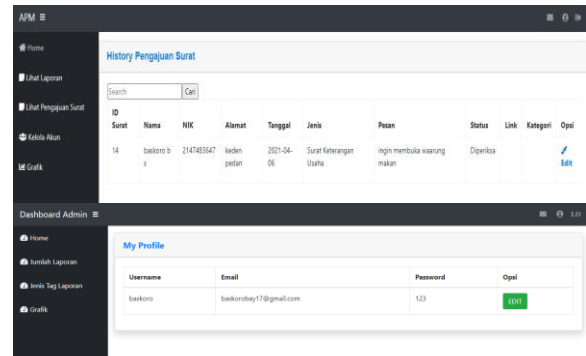 APM
Home
History Pengajuan Surat
Lihat Laporan
Search Cari
Lihat Pengajuan Surat
ID Surat Nama NIK Alamat Tanggal Jenis Pesan Status Link Kategori Opsi
Kelola Akun
14 baskoro b s 2147483647 keden pedan 2021-04-06 Surat Keterangan Usaha ingin membuka waarung makan Diperiksa Edit
Grafik
Dashboard Admin
Home
My Profile
Jumlah Laporan
Username Email Password Opsi
Jenis Tag Laporan
baskoro baskorobay17@gmail.com 123 EDIT
Grafik